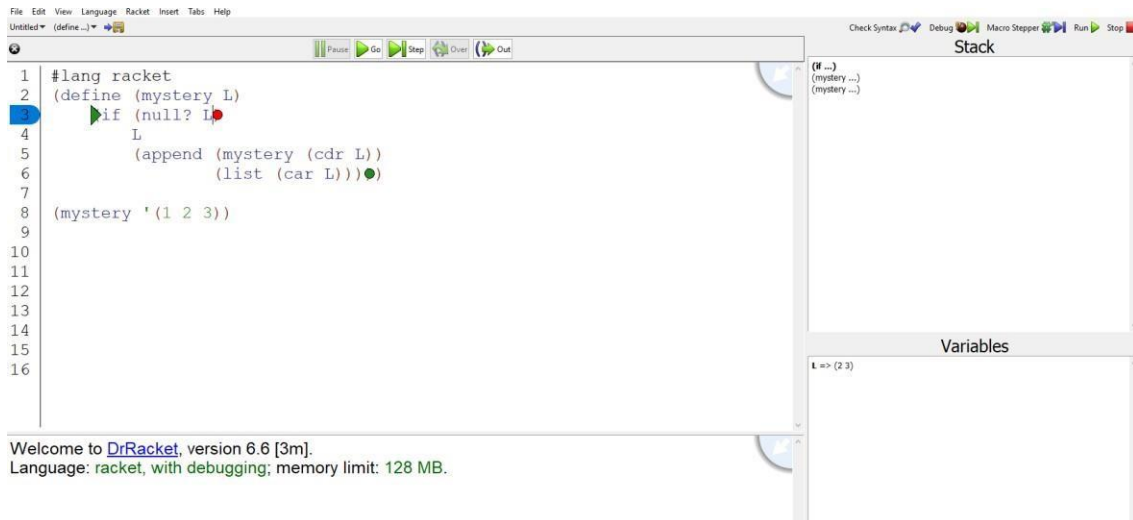 File Edit View Language Racket Insert Tabs Help
Untitled (define ...) Check Syntax Debug Macro Stepper Run Stop
Pause Go Step Over Out Stack
1 #lang racket
2 (define (mystery L)
3 if (null? L
4 L
5 (append (mystery (cdr L))
6 (list (car L))) )
7
8 (mystery '(1 2 3))
9
10
11
12
13
14
15
16
(if ...)
(mystery ...)
(mystery ...)
Variables
L => (2 3)
Welcome to DrRacket, version 6.6 [3m].
Language: racket, with debugging; memory limit: 128 MB.